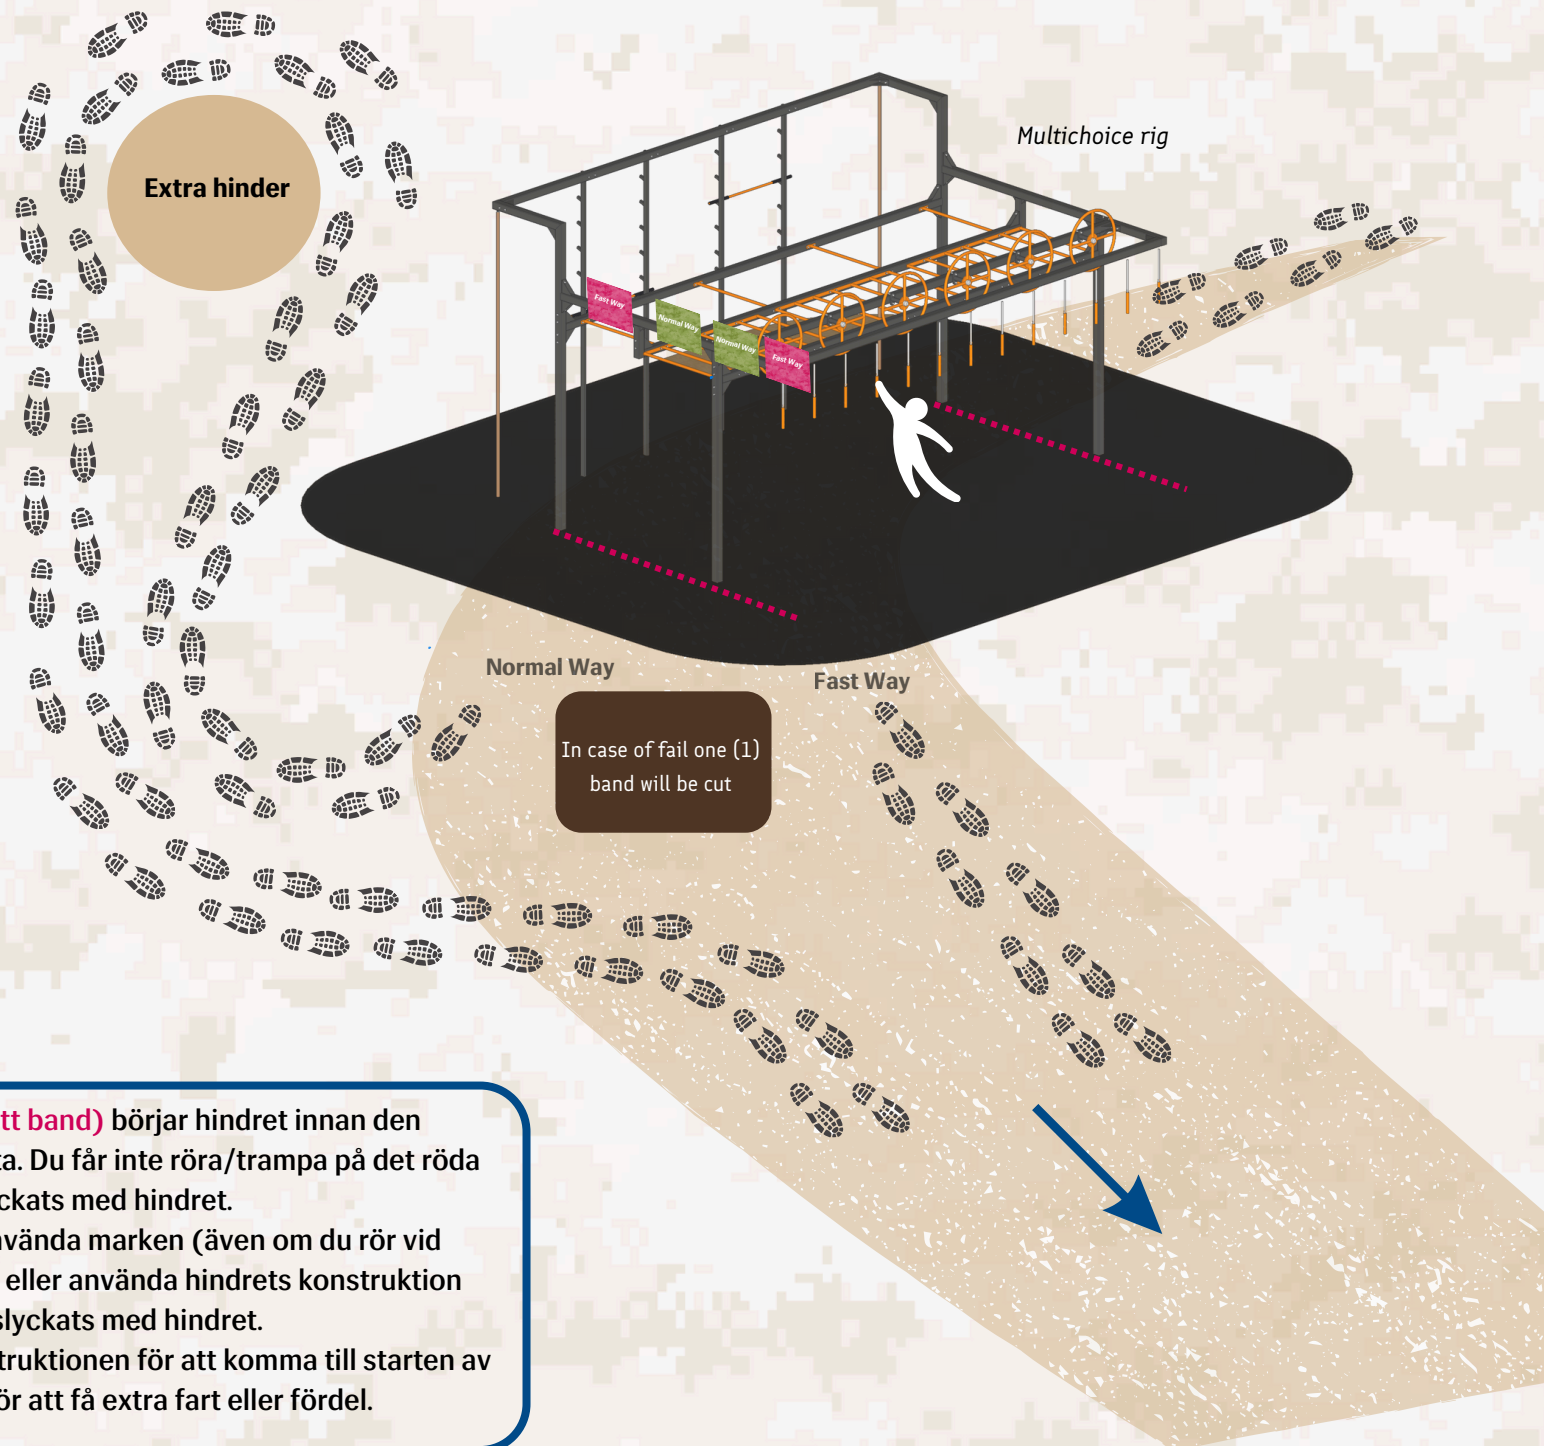 Extra hinder
Multichoice rig
Fast Way
Normal Way
Normal Way
Fast Way
Normal Way
Fast Way
In case of fail one (1)
band will be cut
tt band) börjar hindret innan den
ta. Du får inte röra/trampa på det röda
yckats med hindret.
nvända marken (även om du rör vid
eller använda hindrets konstruktion
slyckats med hindret.
truktionen för att komma till starten av
ör att få extra fart eller fördel.